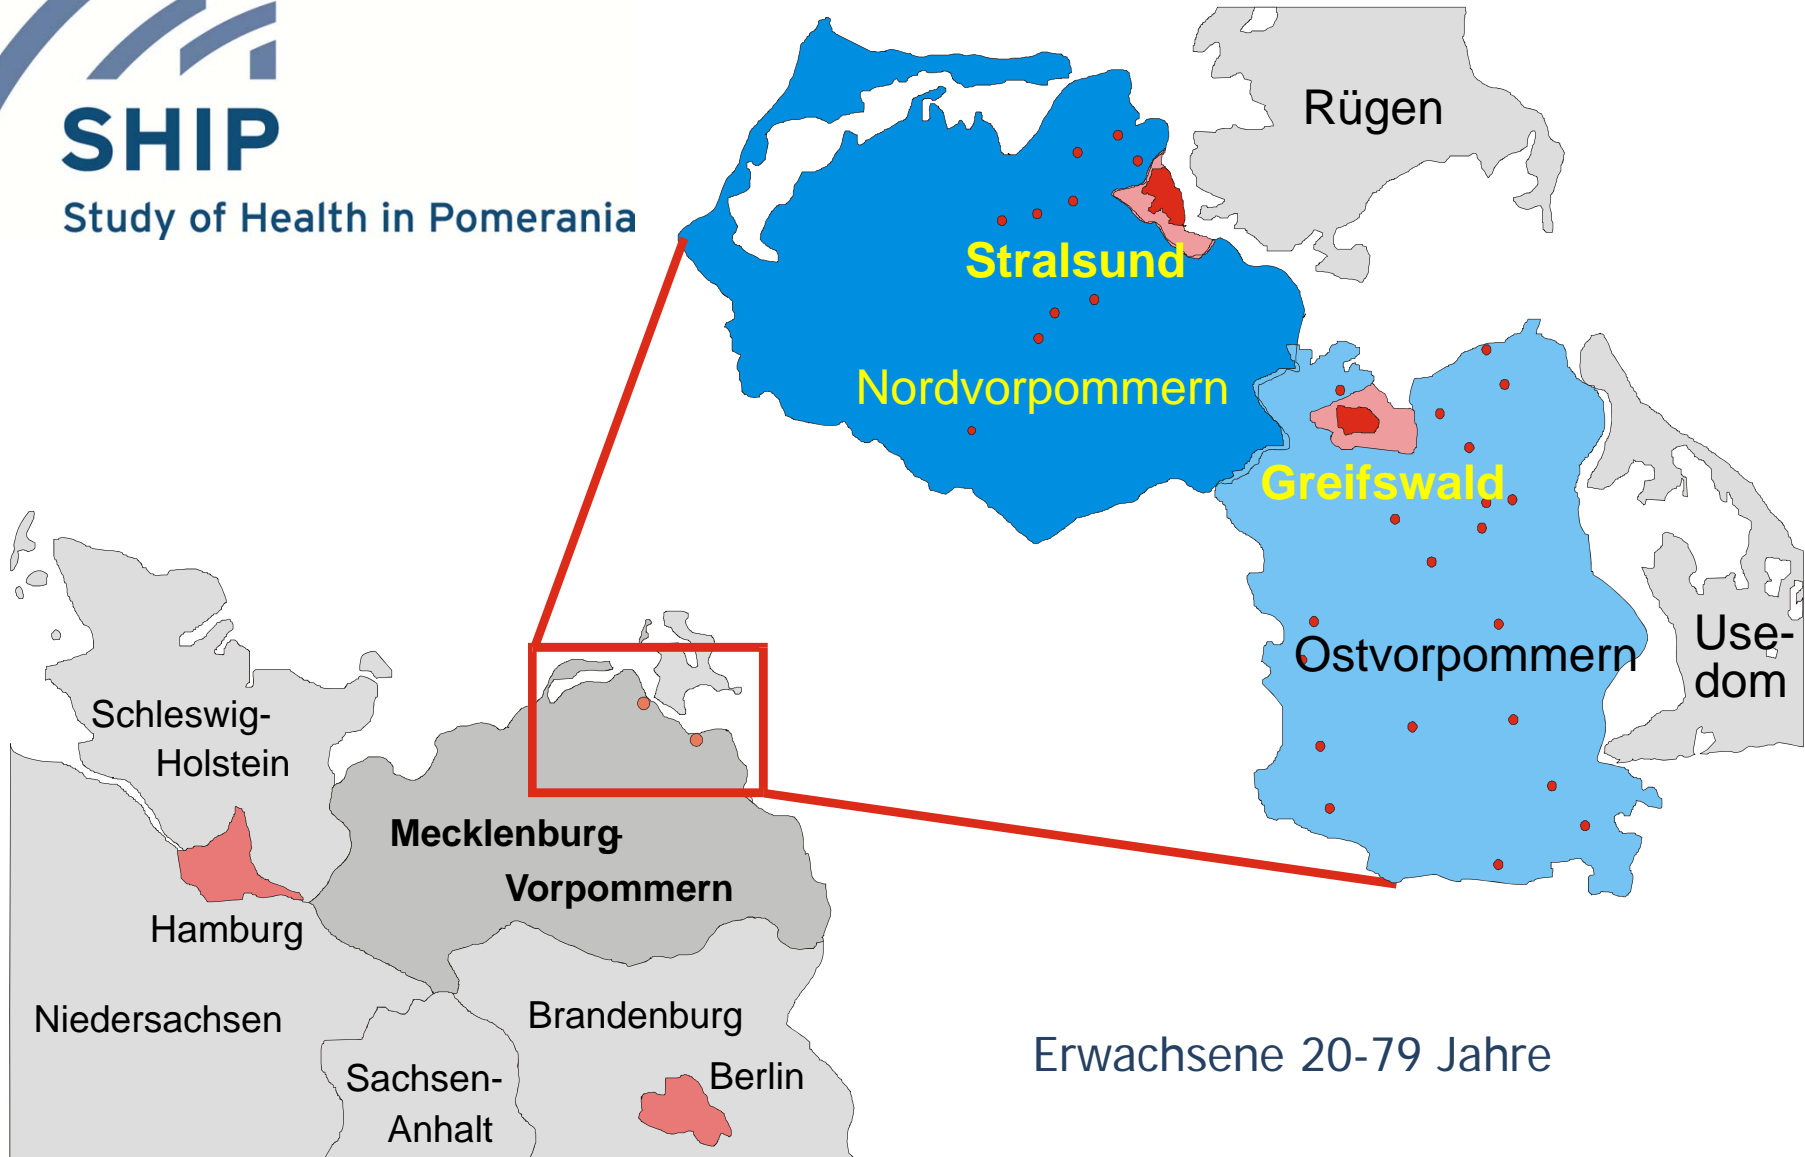 SHIP
Study of Health in Pomerania
Rügen
Stralsund
Nordvorpommern
Greifswald
Ostvorpommern
Use-
dom
Schleswig-
Holstein
Mecklenburg-
Vorpommern
Hamburg
Niedersachsen
Brandenburg
Sachsen-
Anhalt
Berlin
Erwachsene 20-79 Jahre